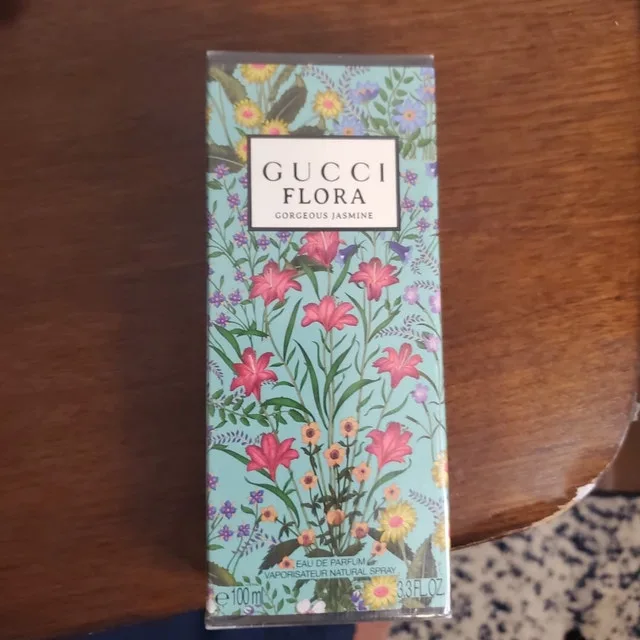 GUCCI
FLORA
GORGEOUS JASMINE
EAU DE PARFUM
VAPORISATEUR NATURAL SPRAY
e 100ml 3.3 FL.OZ